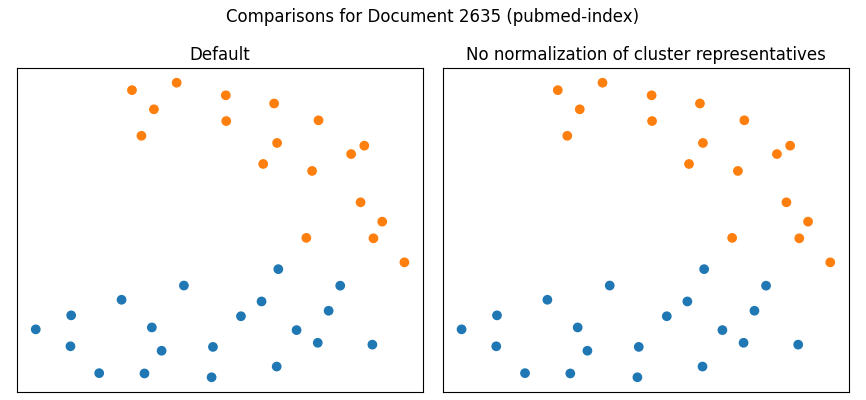 Comparisons for Document 2635 (pubmed-index)
Default
No normalization of cluster representatives